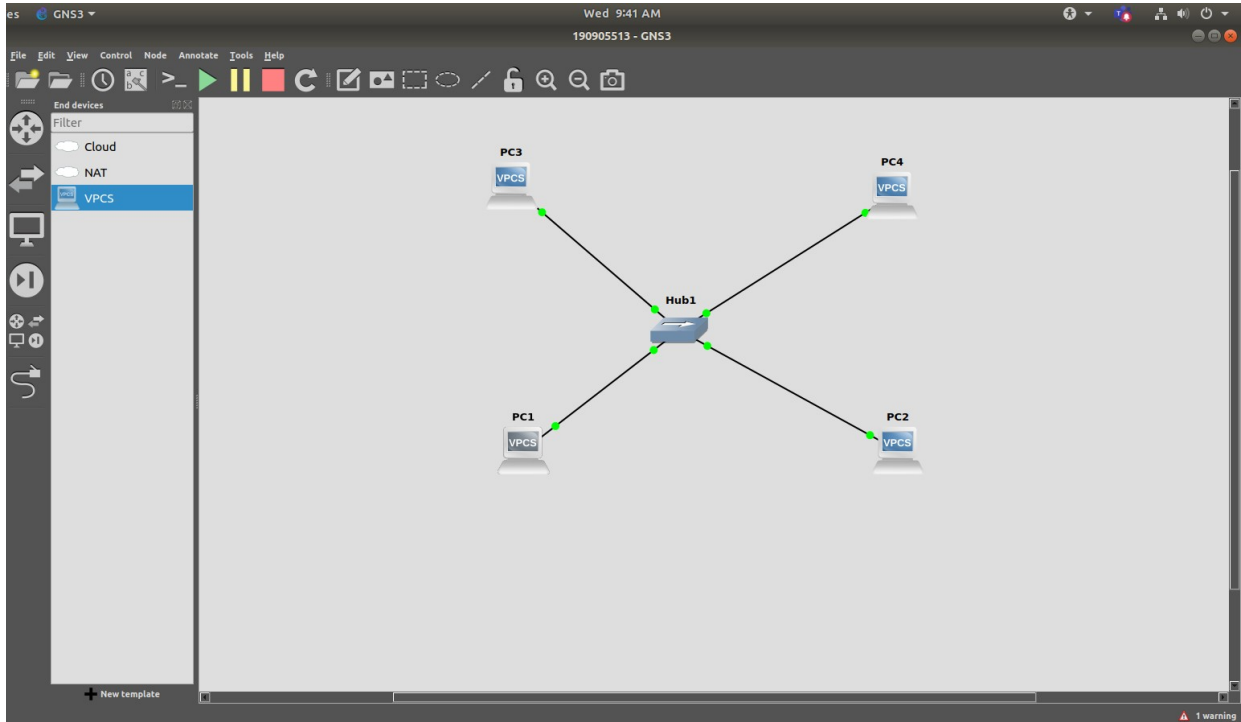 es GNS3 Wed 9:41 AM
190905513 - GNS3
File Edit View Control Node Annotate Tools Help
End devices
Filter
Cloud
NAT
VPCS
PC3
VPCS
PC4
VPCS
Hub1
PC1
VPCS
PC2
VPCS
New template
1 warning